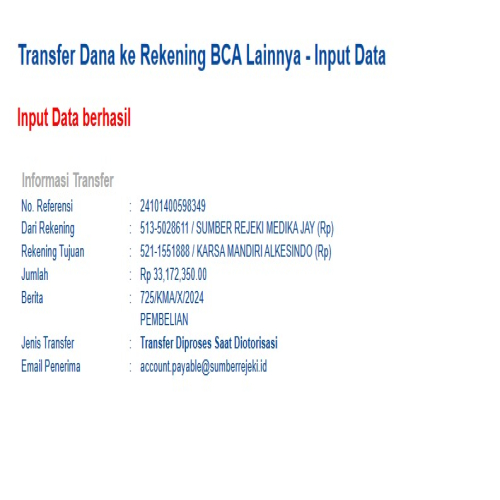 Transfer Dana ke Rekening BCA Lainnya - Input Data
Input Data berhasil
Informasi Transfer
No. Referensi : 24101400598349
Dari Rekening : 513-5028611 / SUMBER REJEKI MEDIKA JAY (Rp)
Rekening Tujuan : 521-1551888 / KARSA MANDIRI ALKESINDO (Rp)
Jumlah : Rp 33,172,350.00
Berita : 725/KMA/X/2024
PEMBELIAN
Jenis Transfer : Transfer Diproses Saat Diotorisasi
Email Penerima : account.payable@sumberrejeki.id